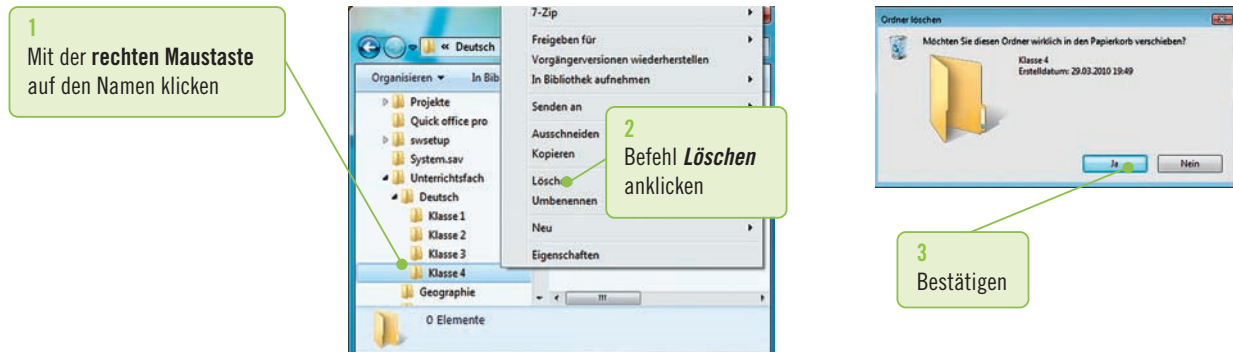 1
Mit der rechten Maustaste
auf den Namen klicken
7-Zip
Freigeben für
Vorgängerversionen wiederherstellen
In Bibliothek aufnehmen
Senden an
Ausschneiden
Kopieren
Umbenennen
Neu
Eigenschaften
« Deutsch
Organisieren
In Bib
Projekte
Quick office pro
swsetup
System.sav
Unterrichtsfach
Deutsch
Klasse 1
Klasse 2
Klasse 3
Klasse 4
Geographie
0 Elemente
2
Befehl Löschen
anklicken
Ordner löschen
Möchten Sie diesen Ordner wirklich in den Papierkorb verschieben?
Klasse 4
Erstelldatum: 29.03.2010 19:49
Ja
Nein
3
Bestätigen